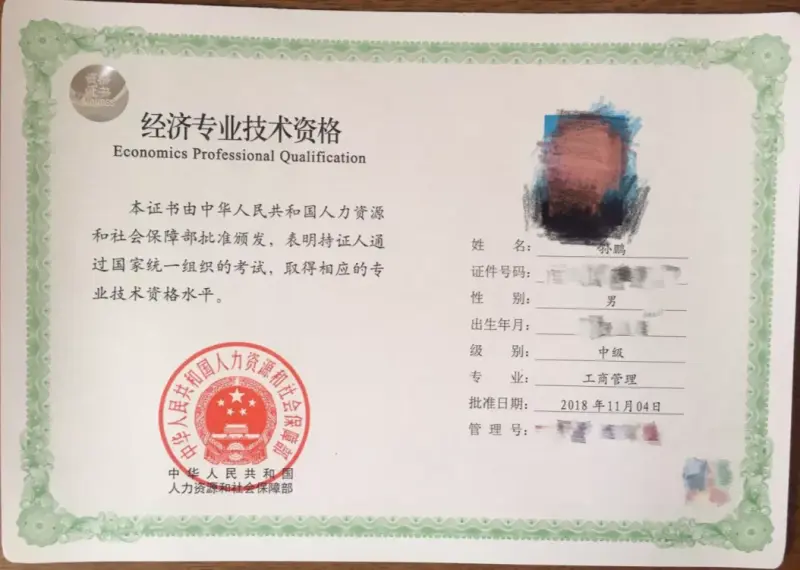 经济专业技术资格
Economics Professional Qualification
本证书由中华人民共和国人力资源
和社会保障部批准颁发，表明持证人通
过国家统一组织的考试，取得相应的专
业技术资格水平。
中华人民共和国人力资源和社会保障部
中华人民共和国
人力资源和社会保障部
姓 名：孙鹏
证件号码：
性 别：男
出生年月：
级 别：中级
专 业：工商管理
批准日期：2018年11月04日
管 理 号：